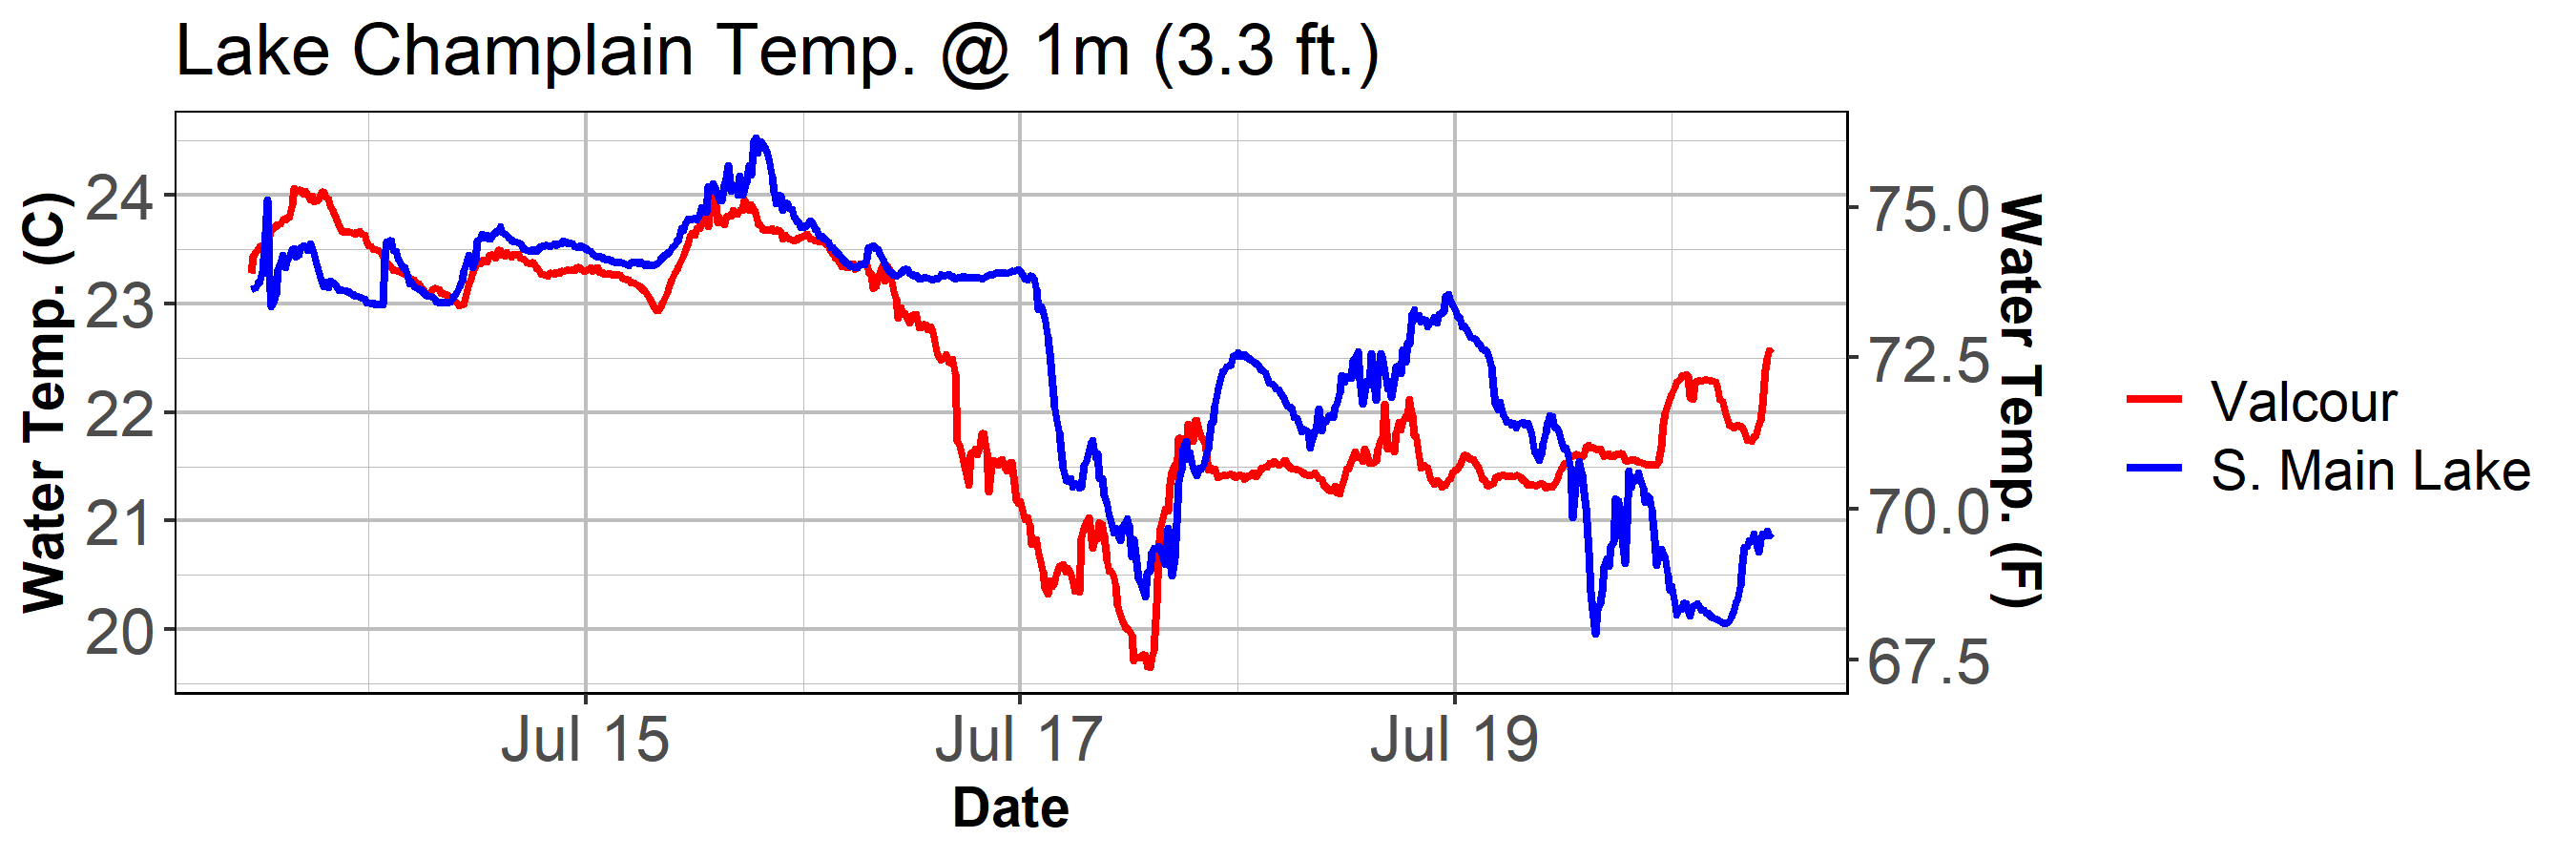 Lake Champlain Temp. @ 1m (3.3 ft.)
Water Temp. (C)
24
23
22
21
20
75.0
72.5
70.0
67.5
Water Temp. (F)
Jul 15
Jul 17
Jul 19
Date
Valcour
S. Main Lake